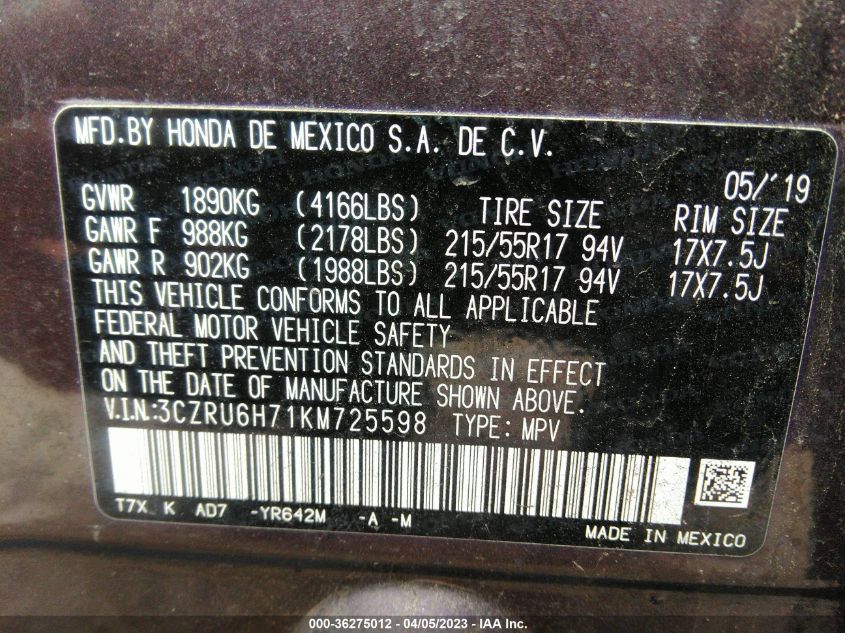 MFD.BY HONDA DE MEXICO S.A. DE C.V.
05/'19
GVWR 1890KG (4166LBS) TIRE SIZE RIM SIZE
GAWR F 988KG (2178LBS) 215/55R17 94V 17X7.5J
GAWR R 902KG (1988LBS) 215/55R17 94V 17X7.5J
THIS VEHICLE CONFORMS TO ALL APPLICABLE
FEDERAL MOTOR VEHICLE SAFETY
AND THEFT PREVENTION STANDARDS IN EFFECT
ON THE DATE OF MANUFACTURE SHOWN ABOVE.
V.I.N.:3CZRU6H71KM725598 TYPE: MPV
T7X K AD7 -YR642M -A -M
MADE IN MEXICO
000-36275012 - 04/05/2023 - IAA Inc.